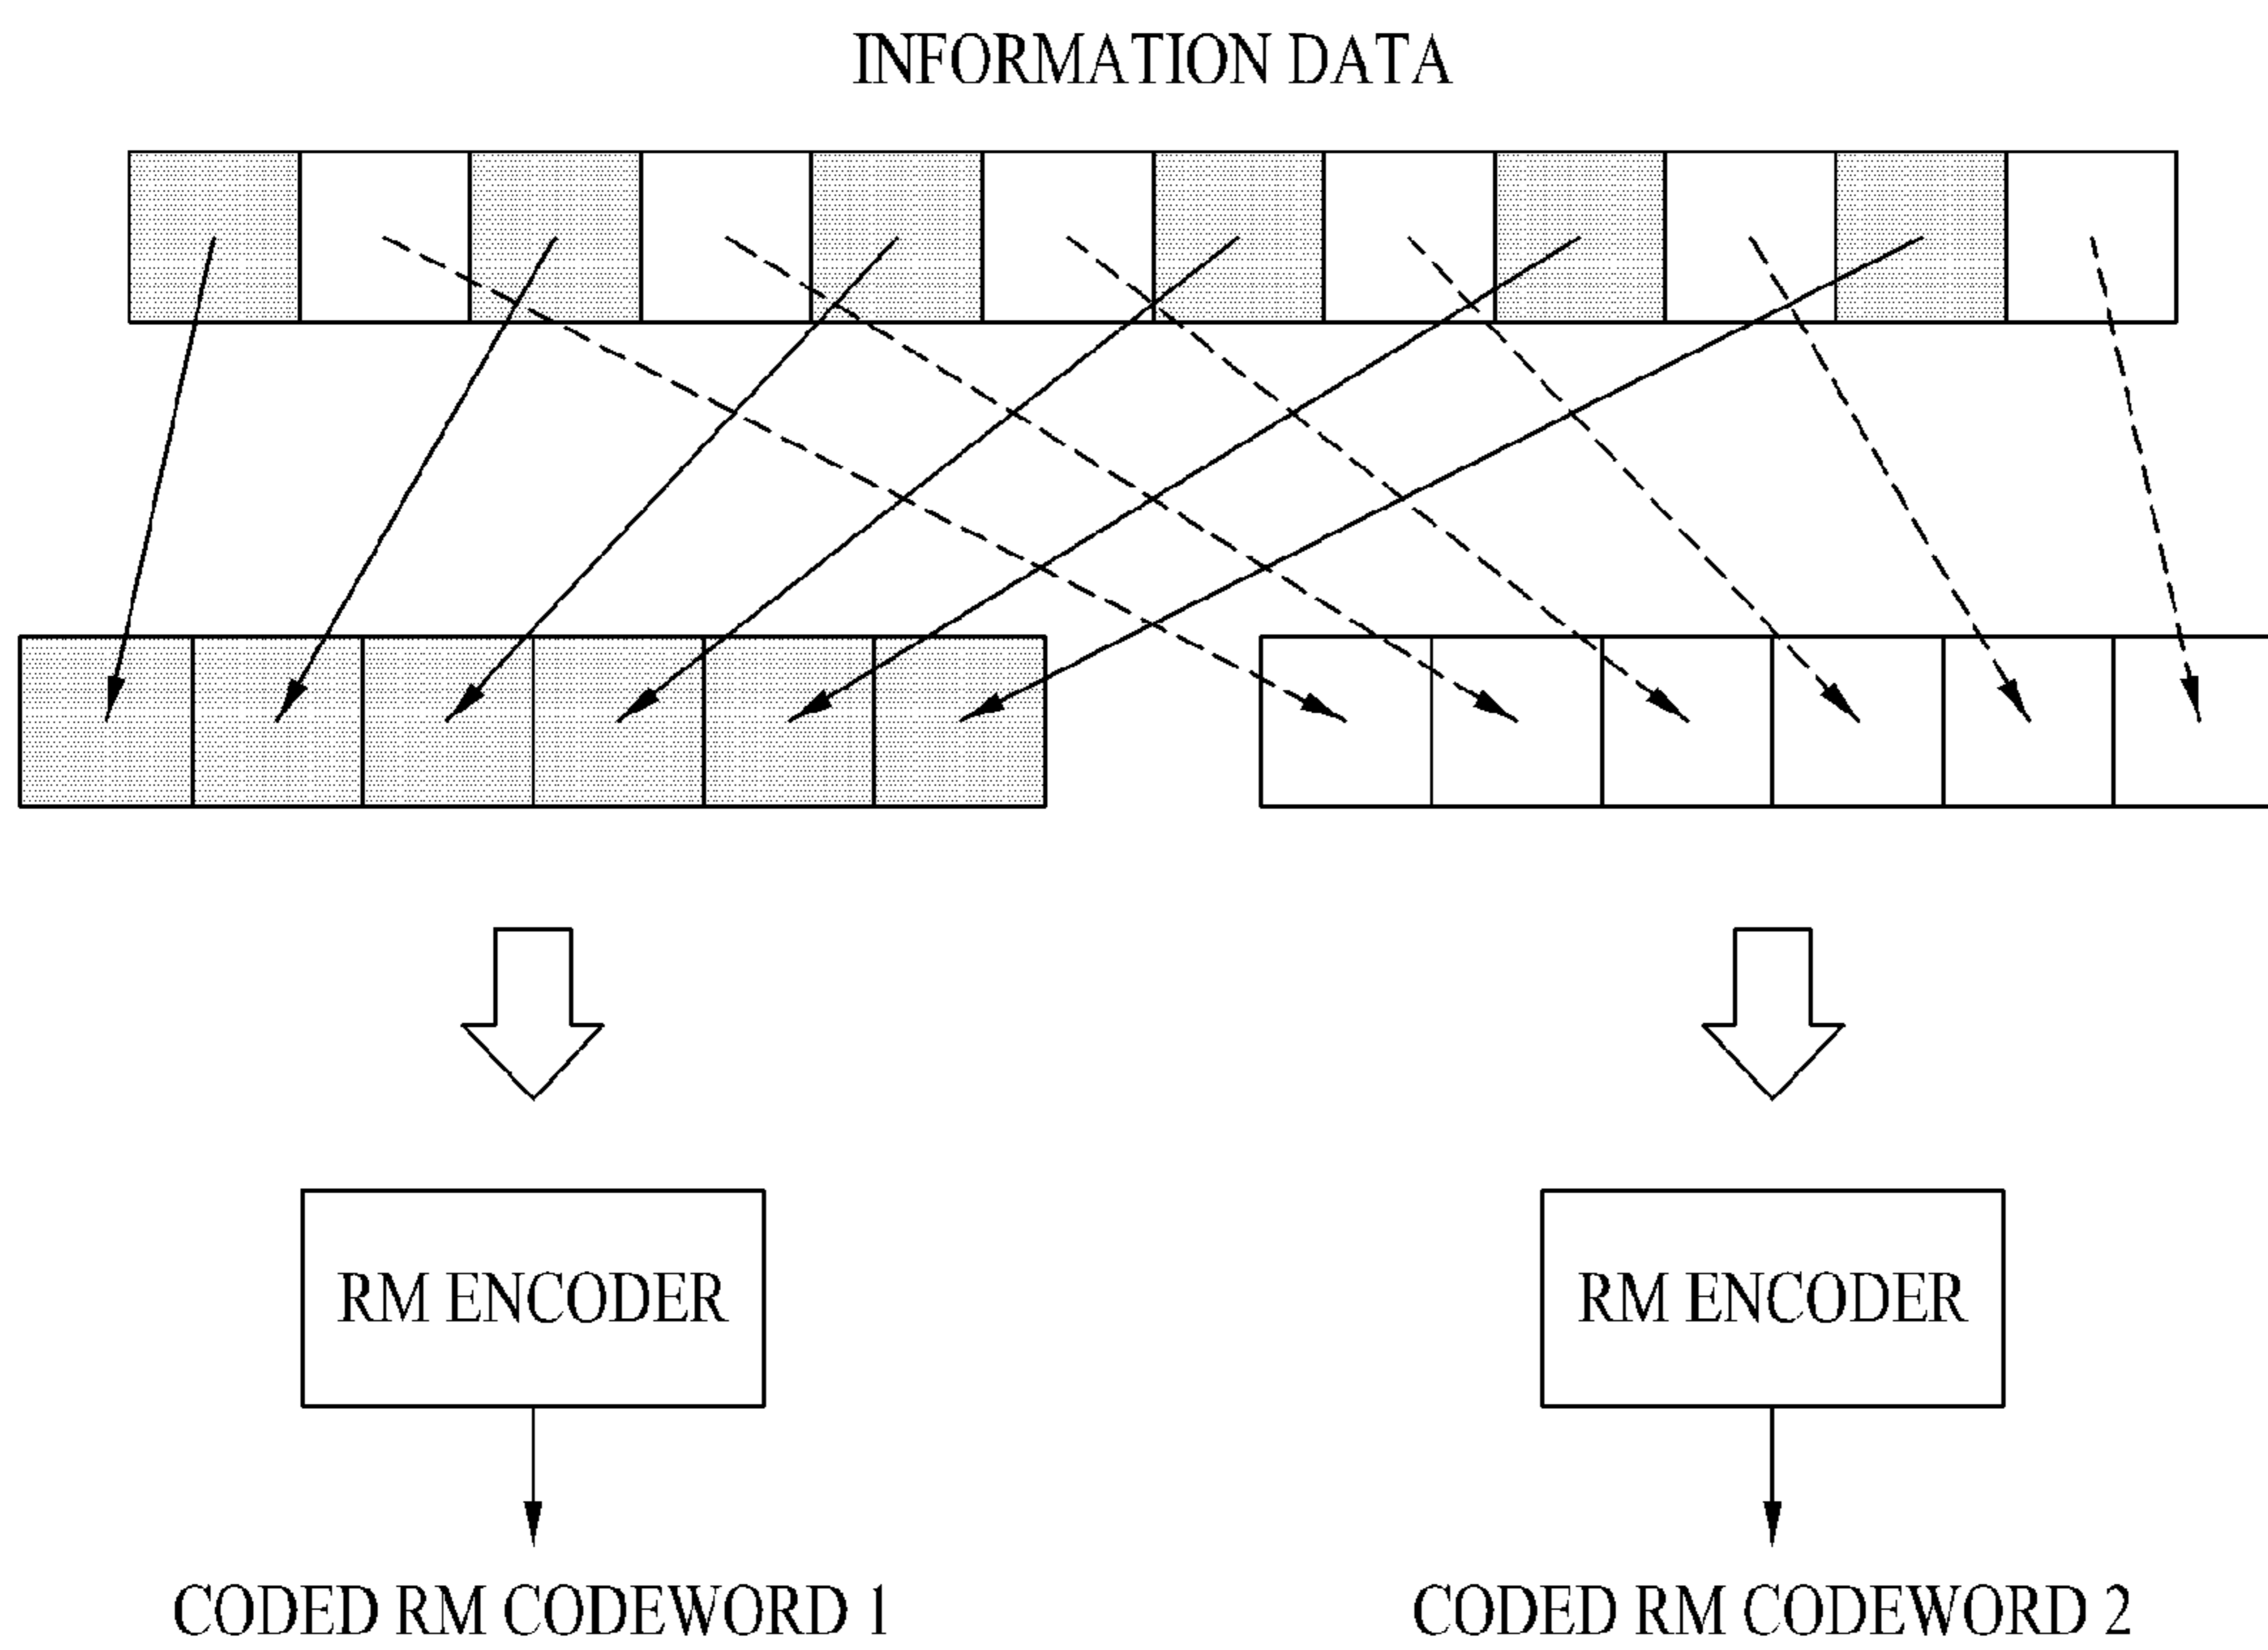 INFORMATION DATA
RM ENCODER
RM ENCODER
CODED RM CODEWORD 1
CODED RM CODEWORD 2